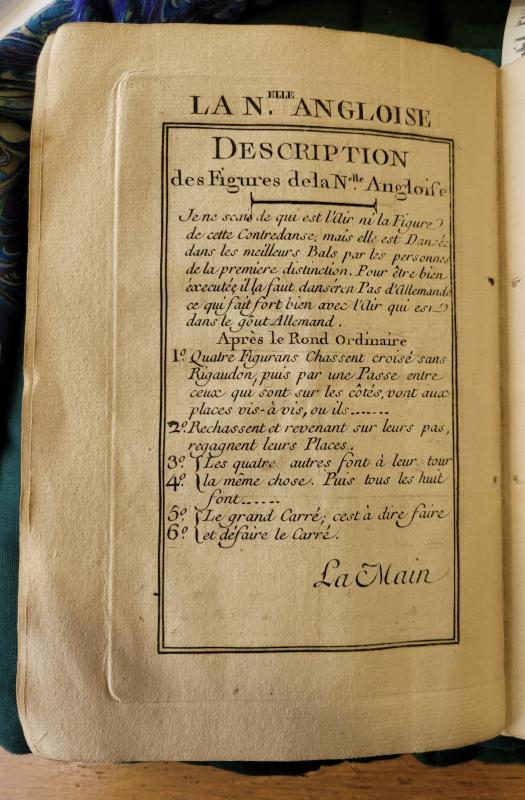 LA N.ELLE ANGLOISE
DESCRIPTION
des Figures de la Nelle Angloise
Je ne scais de qui est l'Air ni la Figure
de cette Contredanse, mais elle est Dansée
dans les meilleurs Bals par les personnes
de la premiere distinction. Pour être bien
éxecutée, il la faut danser en Pas d'Allemande
ce qui fait fort bien avec l'Air qui est
dans le goût Allemand.
Après le Rond Ordinaire
1º. Quatre Figurans Chassent croisé sans
Rigaudon, puis par une Passe entre
ceux qui sont sur les côtés, vont aux
places vis-à vis, ou ils.......
2º. Rechassent et revenant sur leurs pas,
regagnent leurs Places.
3º { Les quatre autres font à leur tour
4º { la même chose. Puis tous les huit
font......
5º { Le grand Carré; c'est à dire faire
6º { et défaire le Carré.
La Main